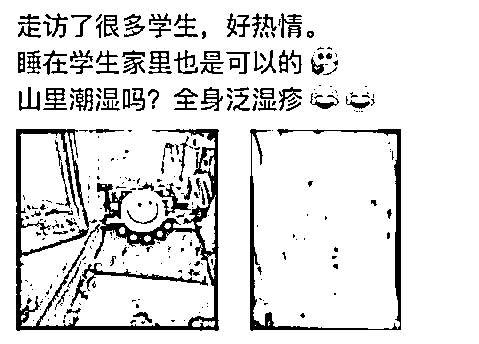 走访了很多学生，好热情。
睡在学生家里也是可以的
山里潮湿吗？全身泛湿疹